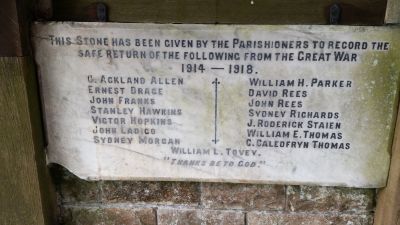 THIS STONE HAS BEEN GIVEN BY THE PARISHIONERS TO RECORD THE
SAFE RETURN OF THE FOLLOWING FROM THE GREAT WAR
1914 — 1918.
C. ACKLAND ALLEN
ERNEST DRAGE
JOHN FRANKS
STANLEY HAWKINS
VICTOR HOPKINS
JOHN LADICO
SYDNEY MORGAN
WILLIAM H. PARKER
DAVID REES
JOHN REES
SYDNEY RICHARDS
J. RODERICK STAIEN
WILLIAM E. THOMAS
C. CALEDFRYN THOMAS
WILLIAM L. TOVEY.
"THANKS BE TO GOD."